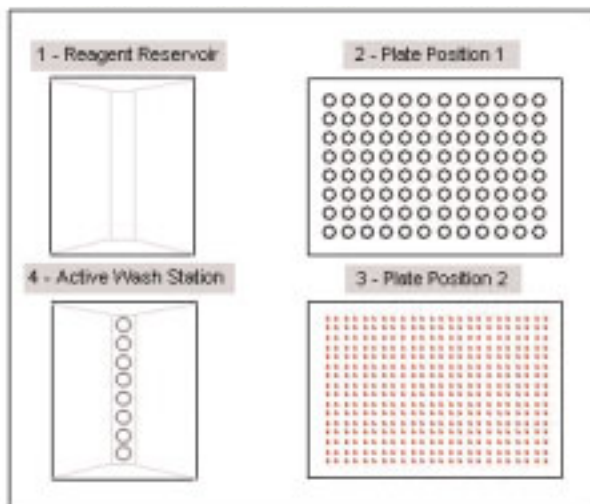 1 - Reagent Reservoir
2 - Plate Position 1
4 - Active Wash Station
3 - Plate Position 2